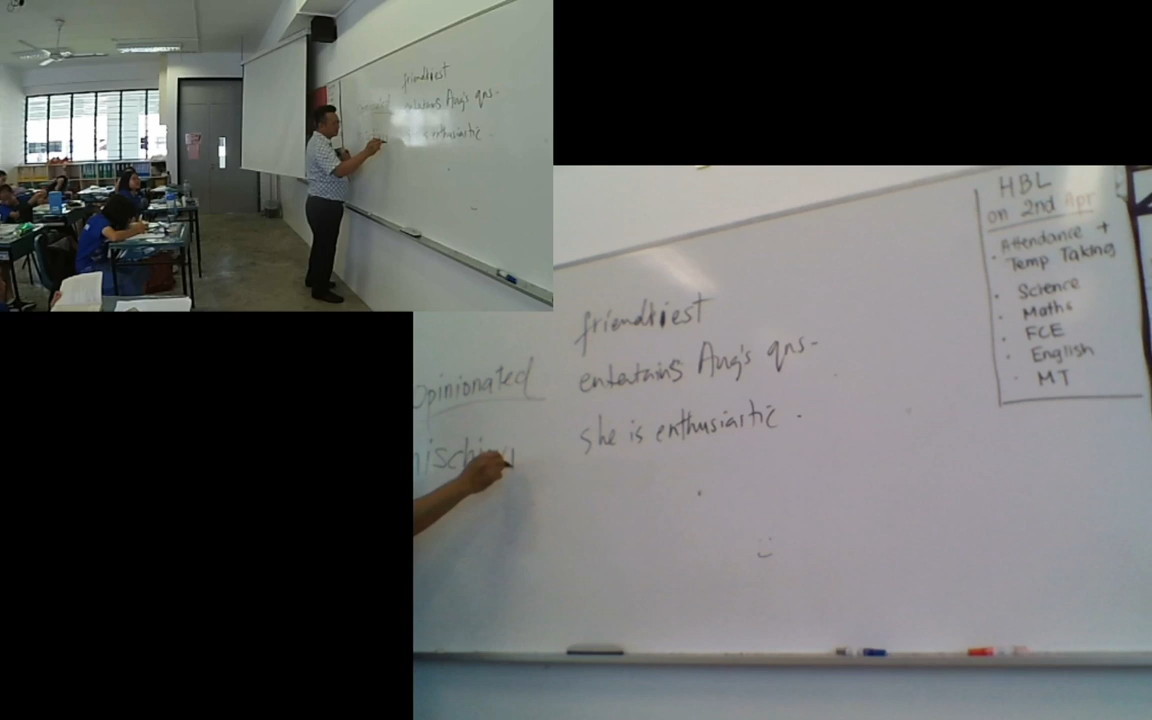 friendliest
Opinionated
entertains Ang's qns-
she is enthusiastic.
HBL
on 2nd Apr
· Attendance +
Temp Taking
· Science
· Maths
· FCE
· English
· MT